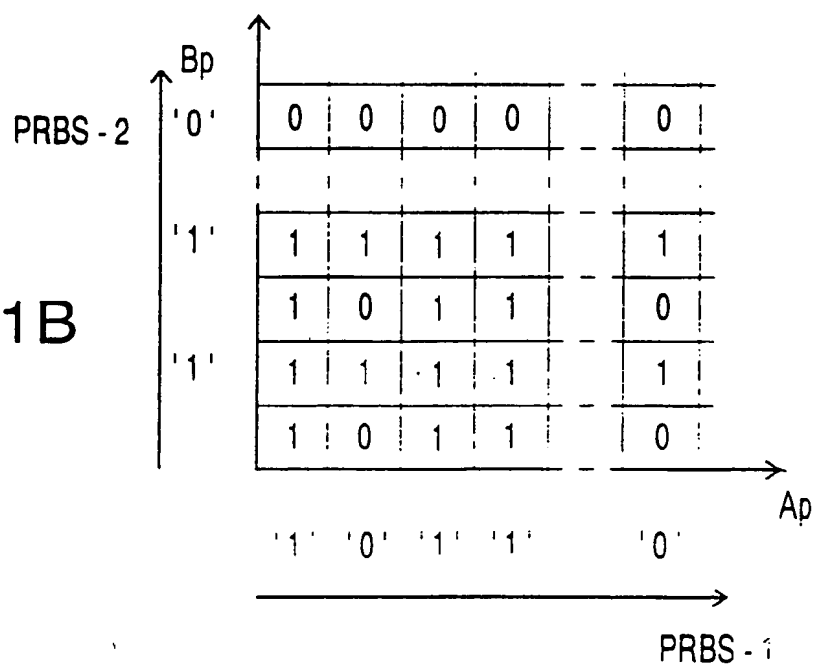 Bp
PRBS - 2 '0' 0 0 0 0 0
'1' 1 1 1 1 1
1B 1 0 1 1 0
'1' 1 1 1 1 1
1 0 1 1 0
Ap
'1' '0' '1' '1' '0'
PRBS - 1